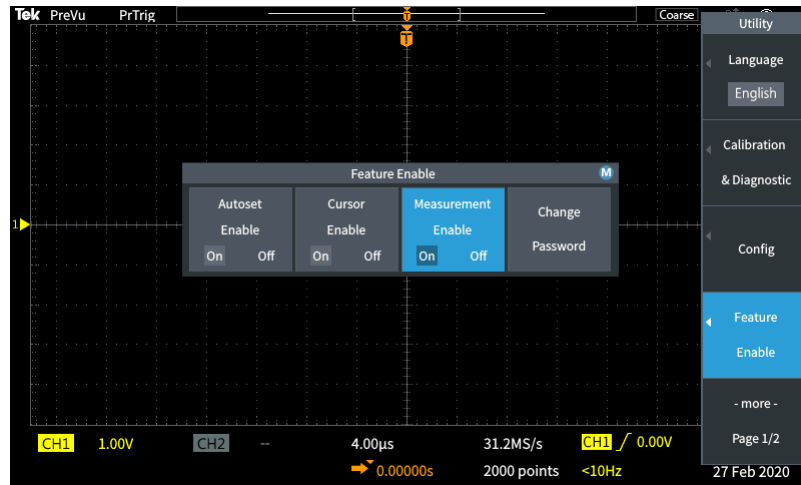 Tek PreVu PrTrig
T
Coarse
T
Utility
Language
English
Calibration
& Diagnostic
Config
Feature
Enable
- more -
Page 1/2
Feature Enable
M
Autoset
Enable
On Off
Cursor
Enable
On Off
Measurement
Enable
On Off
Change
Password
1
CH1 1.00V CH2 -- 4.00µs 31.2MS/s CH1 0.00V
0.00000s 2000 points <10Hz 27 Feb 2020